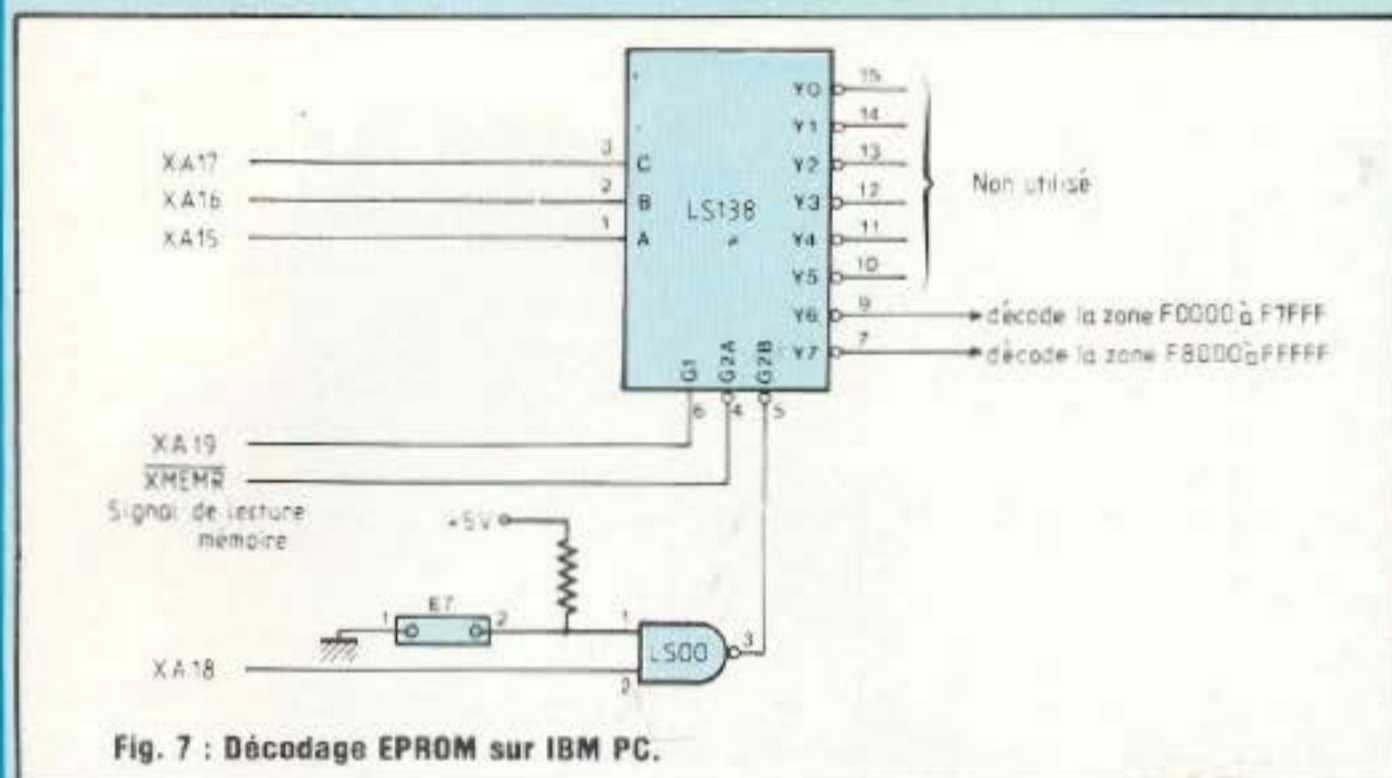 XA17
XA16
XA15
3
2
1
C
B
A
LS138
Y0
Y1
Y2
Y3
Y4
Y5
Y6
Y7
15
14
13
12
11
10
9
7
Non utilisé
décode la zone F0000 à F1FFF
décode la zone F8000 à FFFFF
G1
G2A
G2B
6
4
5
XA19
XMEMR
Signal de lecture
mémoire
+5V
E7
1
2
1
2
LS00
3
XA18
Fig. 7 : Décodage EPROM sur IBM PC.